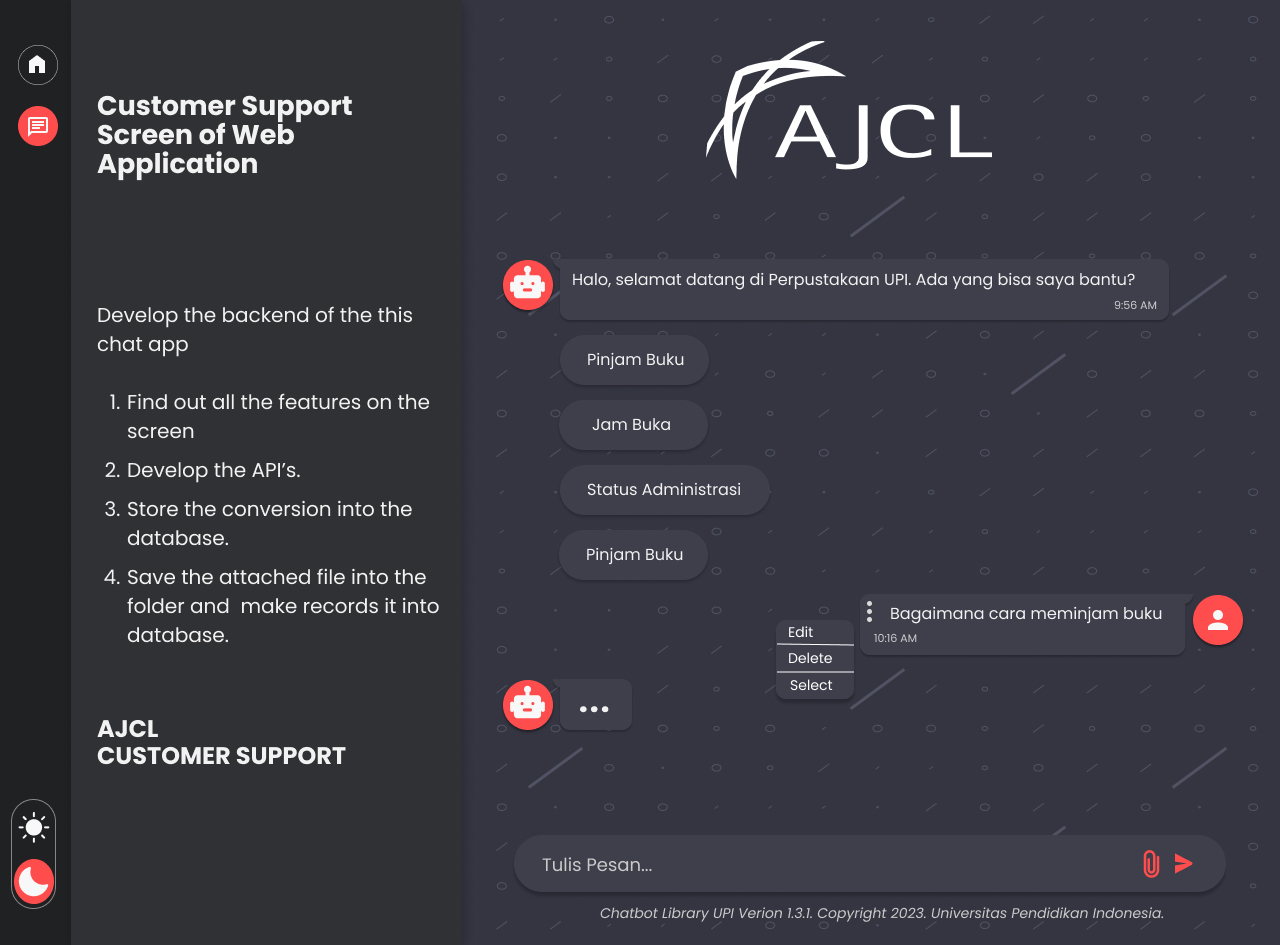 Customer Support
Screen of Web
Application
Develop the backend of the this
chat app
1. Find out all the features on the
screen
2. Develop the API’s.
3. Store the conversion into the
database.
4. Save the attached file into the
folder and  make records it into
database.
AJCL
CUSTOMER SUPPORT
AJCL
Halo, selamat datang di Perpustakaan UPI. Ada yang bisa saya bantu?
9:56 AM
Pinjam Buku
Jam Buka
Status Administrasi
Pinjam Buku
Bagaimana cara meminjam buku
10:16 AM
Edit
Delete
Select
...
Tulis Pesan...
Chatbot Library UPI Verion 1.3.1. Copyright 2023. Universitas Pendidikan Indonesia.